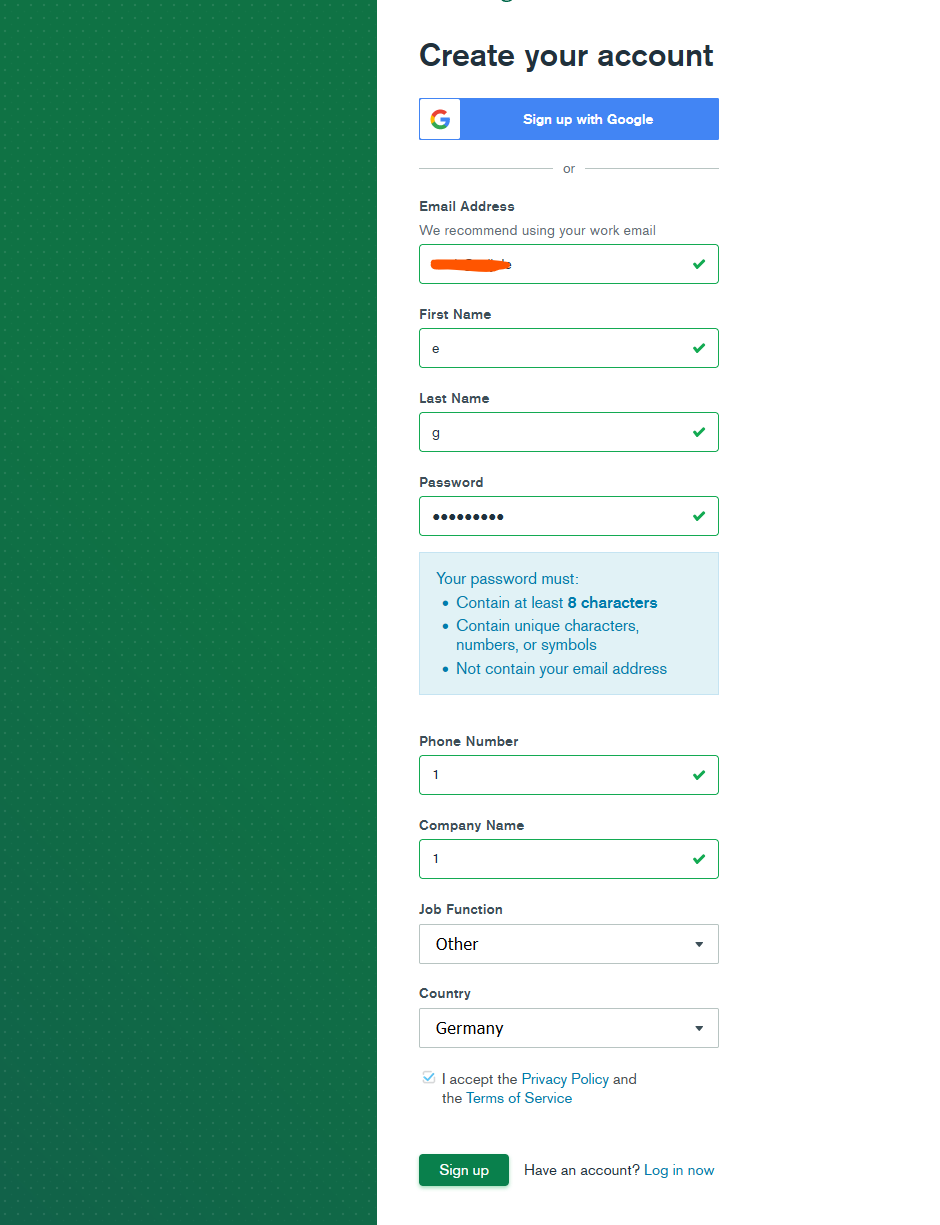 Create your account
Sign up with Google
or
Email Address
We recommend using your work email
First Name
e
Last Name
g
Password
•••••••••
Your password must:
• Contain at least 8 characters
• Contain unique characters,
numbers, or symbols
• Not contain your email address
Phone Number
1
Company Name
1
Job Function
Other
Country
Germany
I accept the Privacy Policy and
the Terms of Service
Sign up Have an account? Log in now